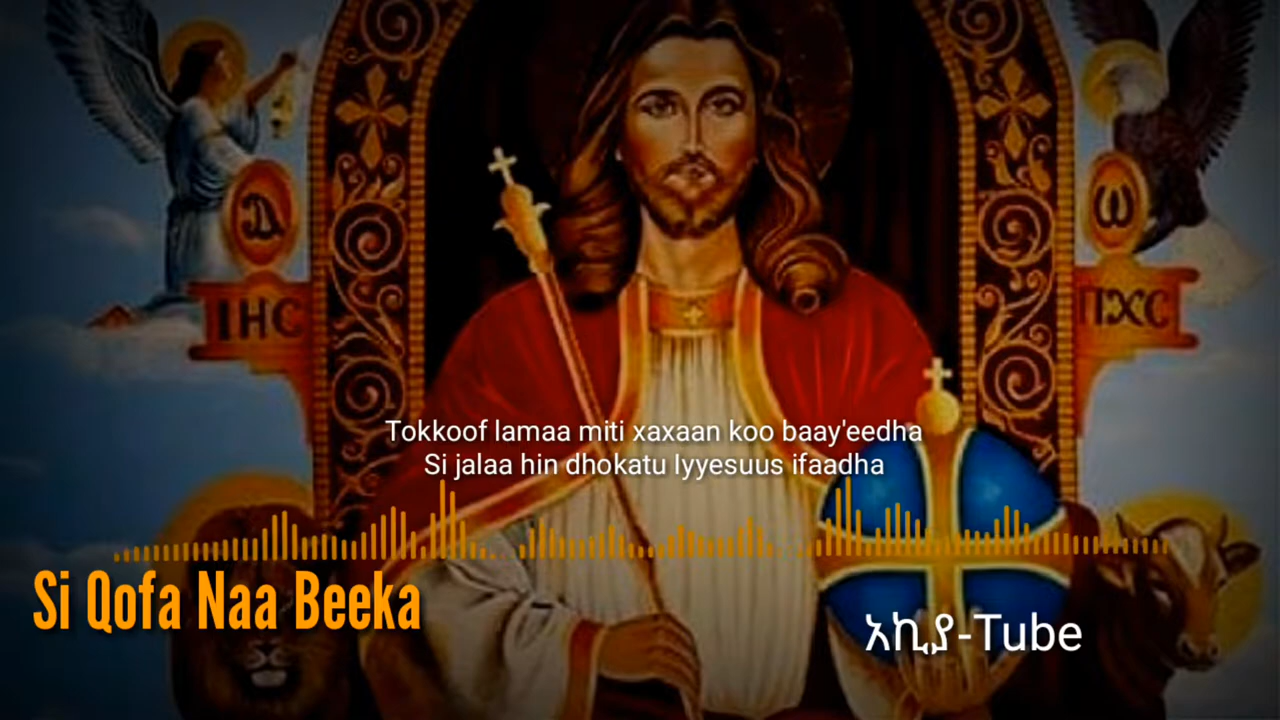 IHC
ПXC
ω
Tokkoof lamaa miti xaxaan koo baay'eedha
Si jalaa hin dhokatu Iyyesuus ifaadha
Si Qofa Naa Beeka
አኪያ-Tube